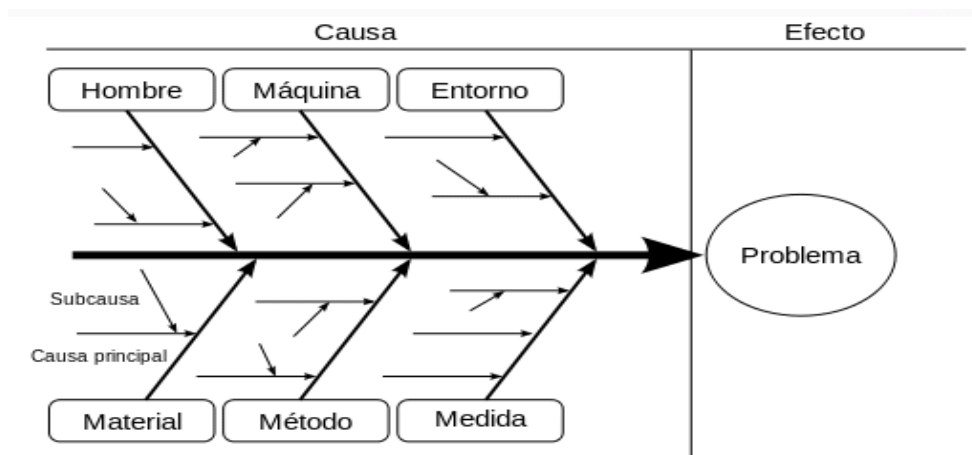 Causa
Efecto
Hombre
Máquina
Entorno
Problema
Subcausa
Causa principal
Material
Método
Medida